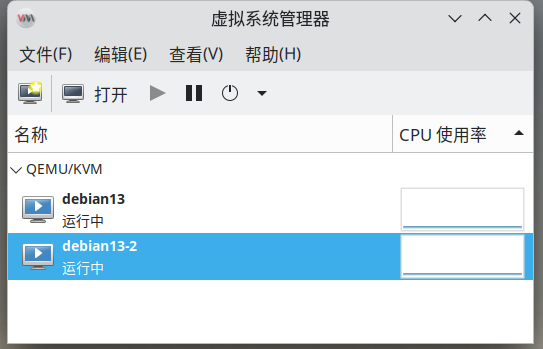 虚拟系统管理器
文件(F) 编辑(E) 查看(V) 帮助(H)
打开
名称 CPU 使用率
QEMU/KVM
debian13
运行中
debian13-2
运行中